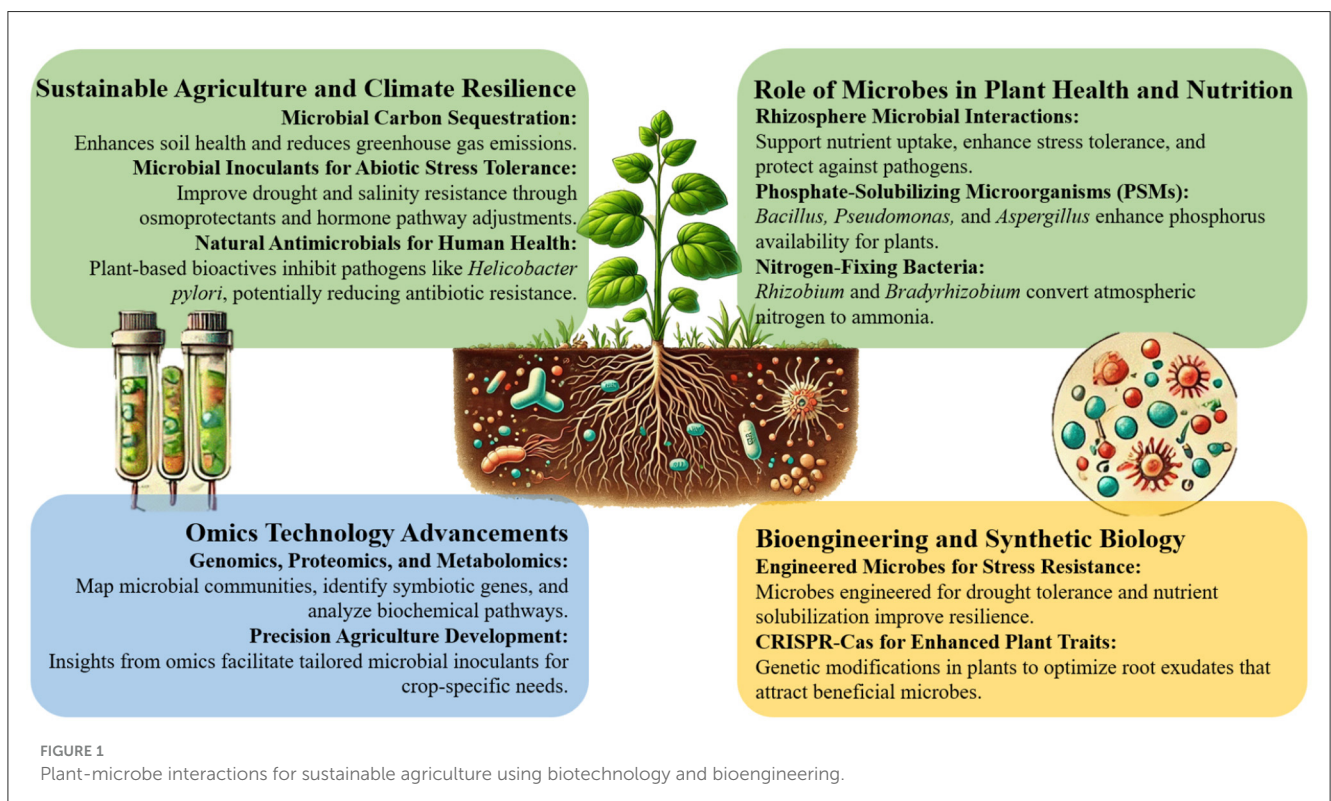 Sustainable Agriculture and Climate Resilience
Microbial Carbon Sequestration:
Enhances soil health and reduces greenhouse gas emissions.
Microbial Inoculants for Abiotic Stress Tolerance:
Improve drought and salinity resistance through
osmoprotectants and hormone pathway adjustments.
Natural Antimicrobials for Human Health:
Plant-based bioactives inhibit pathogens like Helicobacter
pylori, potentially reducing antibiotic resistance.
Role of Microbes in Plant Health and Nutrition
Rhizosphere Microbial Interactions:
Support nutrient uptake, enhance stress tolerance, and
protect against pathogens.
Phosphate-Solubilizing Microorganisms (PSMs):
Bacillus, Pseudomonas, and Aspergillus enhance phosphorus
availability for plants.
Nitrogen-Fixing Bacteria:
Rhizobium and Bradyrhizobium convert atmospheric
nitrogen to ammonia.
Omics Technology Advancements
Genomics, Proteomics, and Metabolomics:
Map microbial communities, identify symbiotic genes, and
analyze biochemical pathways.
Precision Agriculture Development:
Insights from omics facilitate tailored microbial inoculants for
crop-specific needs.
Bioengineering and Synthetic Biology
Engineered Microbes for Stress Resistance:
Microbes engineered for drought tolerance and nutrient
solubilization improve resilience.
CRISPR-Cas for Enhanced Plant Traits:
Genetic modifications in plants to optimize root exudates that
attract beneficial microbes.
FIGURE 1
Plant-microbe interactions for sustainable agriculture using biotechnology and bioengineering.